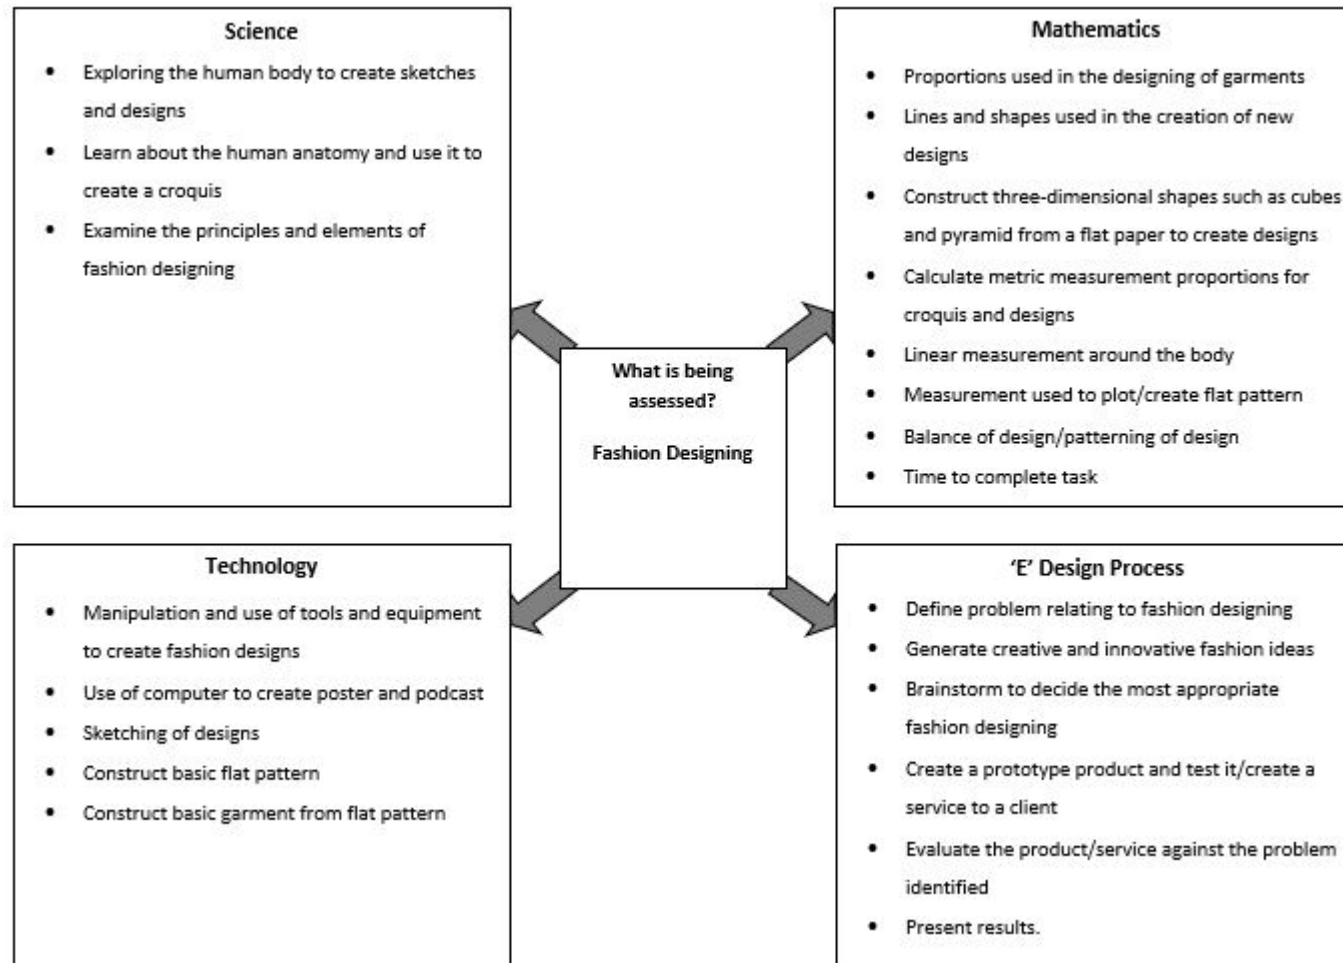 Science
• Exploring the human body to create sketches
and designs
• Learn about the human anatomy and use it to
create a croquis
• Examine the principles and elements of
fashion designing
Mathematics
• Proportions used in the designing of garments
• Lines and shapes used in the creation of new
designs
• Construct three-dimensional shapes such as cubes
and pyramid from a flat paper to create designs
• Calculate metric measurement proportions for
croquis and designs
• Linear measurement around the body
• Measurement used to plot/create flat pattern
• Balance of design/patterning of design
• Time to complete task
What is being
assessed?
Fashion Designing
Technology
• Manipulation and use of tools and equipment
to create fashion designs
• Use of computer to create poster and podcast
• Sketching of designs
• Construct basic flat pattern
• Construct basic garment from flat pattern
‘E’ Design Process
• Define problem relating to fashion designing
• Generate creative and innovative fashion ideas
• Brainstorm to decide the most appropriate
fashion designing
• Create a prototype product and test it/create a
service to a client
• Evaluate the product/service against the problem
identified
• Present results.